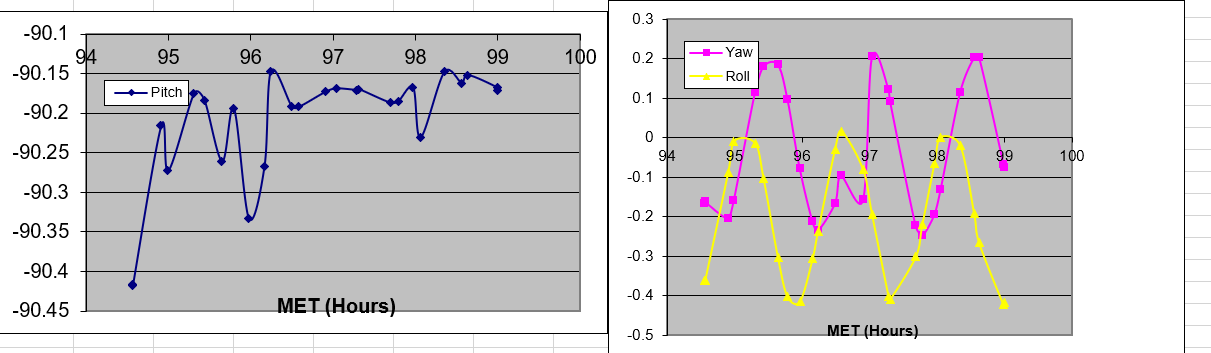 -90.1
94 95 96 97 98 99 100
-90.15
Pitch
-90.2
-90.25
-90.3
-90.35
-90.4
MET (Hours)
-90.45
0.3
Yaw
0.2
Roll
0.1
0
94 95 96 97 98 99 100
-0.1
-0.2
-0.3
-0.4
MET (Hours)
-0.5